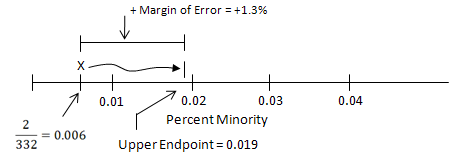 + Margin of Error = +1.3%
X
0.01
0.02
0.03
0.04
Percent Minority
2
332
= 0.006
Upper Endpoint = 0.019